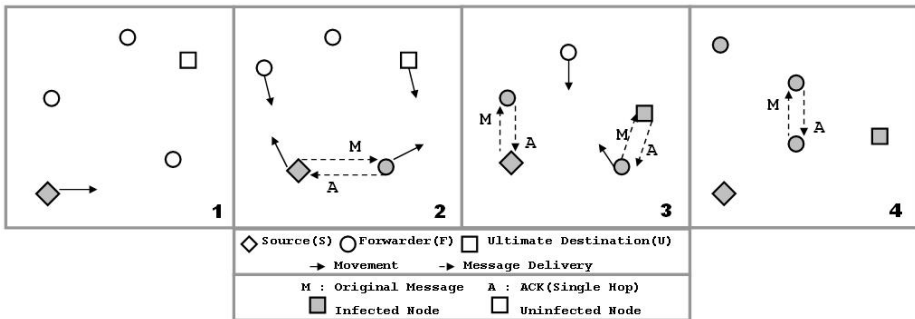 M
A
M
A
M
A
M
A
1
2
3
4
Source(S) Forwarder(F) Ultimate Destination(U)
Movement Message Delivery
M : Original Message A : ACK(Single Hop)
Infected Node Uninfected Node